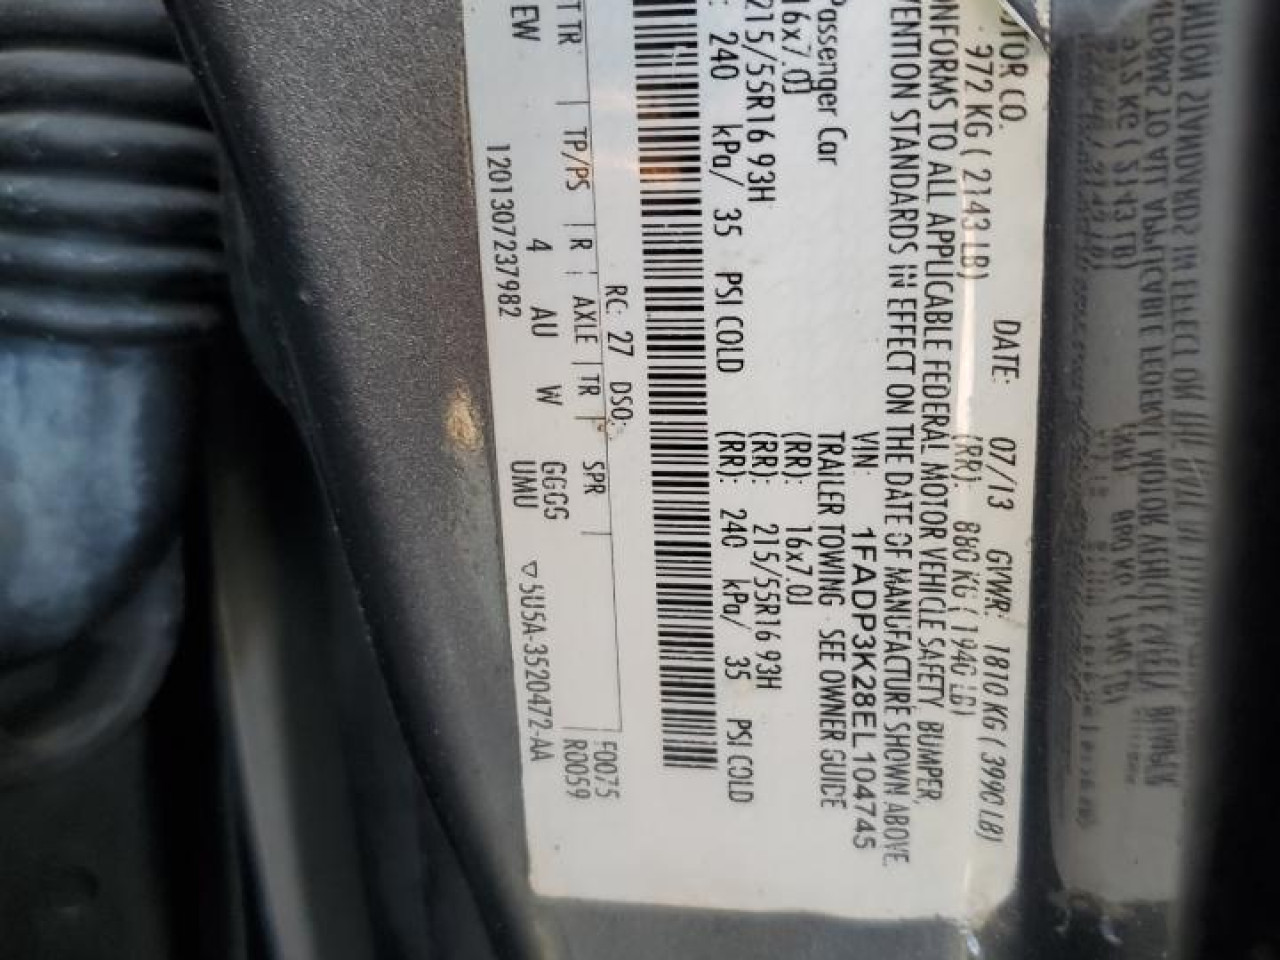 OTOR CO.
DATE: 07/13 GVWR: 1810 KG ( 3990 LB)
972 KG ( 2143 LB) (RR): 880 KG ( 1940 LB)
ONFORMS TO ALL APPLICABLE FEDERAL MOTOR VEHICLE SAFETY BUMPER,
VENTION STANDARDS IN EFFECT ON THE DATE OF MANUFACTURE SHOWN ABOVE.
VIN: 1FADP3K28EL104745
Passenger Car TRAILER TOWING - SEE OWNER GUIDE
16x7.0J (RR): 16x7.0J
215/55R16 93H (RR): 215/55R16 93H
: 240 kPa/ 35 PSI COLD (RR): 240 kPa/ 35 PSI COLD
RC: 27 DSO:
F0075
T TR | TP/PS | R | AXLE | TR | SPR |
R0059
EW 4 AU W GGGS
UMU
1201307237982
▽5U5A-3520472-AA